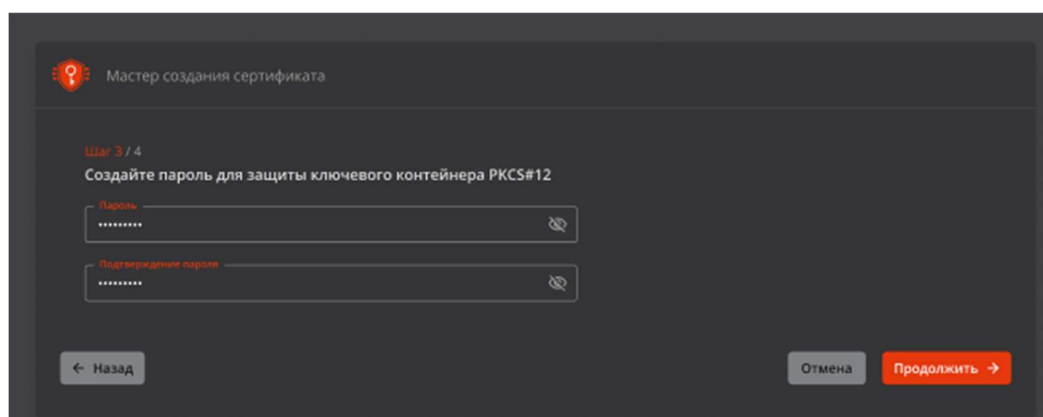 Мастер создания сертификата
Шаг 3 / 4
Создайте пароль для защиты ключевого контейнера PKCS#12
Пароль
•••••••••
Подтверждение пароля
•••••••••
← Назад
Отмена
Продолжить →